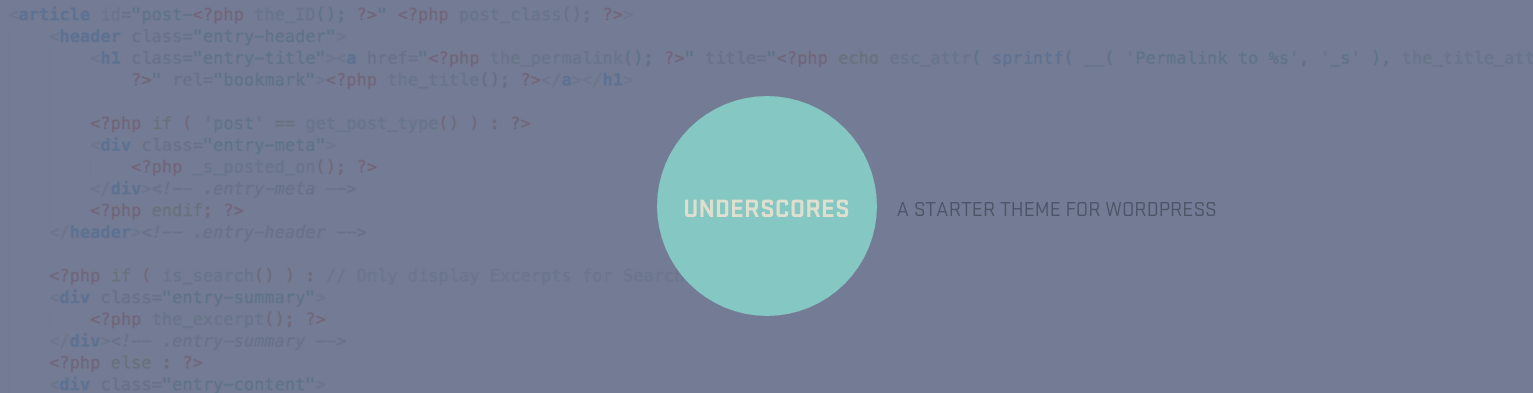 <article id="post-<?php the_ID(); ?>" <?php post_class(); ?>>
<header class="entry-header">
<h1 class="entry-title"><a href="<?php the_permalink(); ?>" title="<?php echo esc_attr( sprintf( __( 'Permalink to %s', '_s' ), the_title_att
?>" rel="bookmark"><?php the_title(); ?></a></h1>
<?php if ( 'post' == get_post_type() ) : ?>
<div class="entry-meta">
<?php _s_posted_on(); ?>
</div><!-- .entry-meta -->
<?php endif; ?>
</header><!-- .entry-header -->
<?php if ( is_search() ) : // Only display Excerpts for Search
<div class="entry-summary">
<?php the_excerpt(); ?>
</div><!-- .entry-summary -->
<?php else : ?>
<div class="entry-content">
UNDERSCORES
A STARTER THEME FOR WORDPRESS